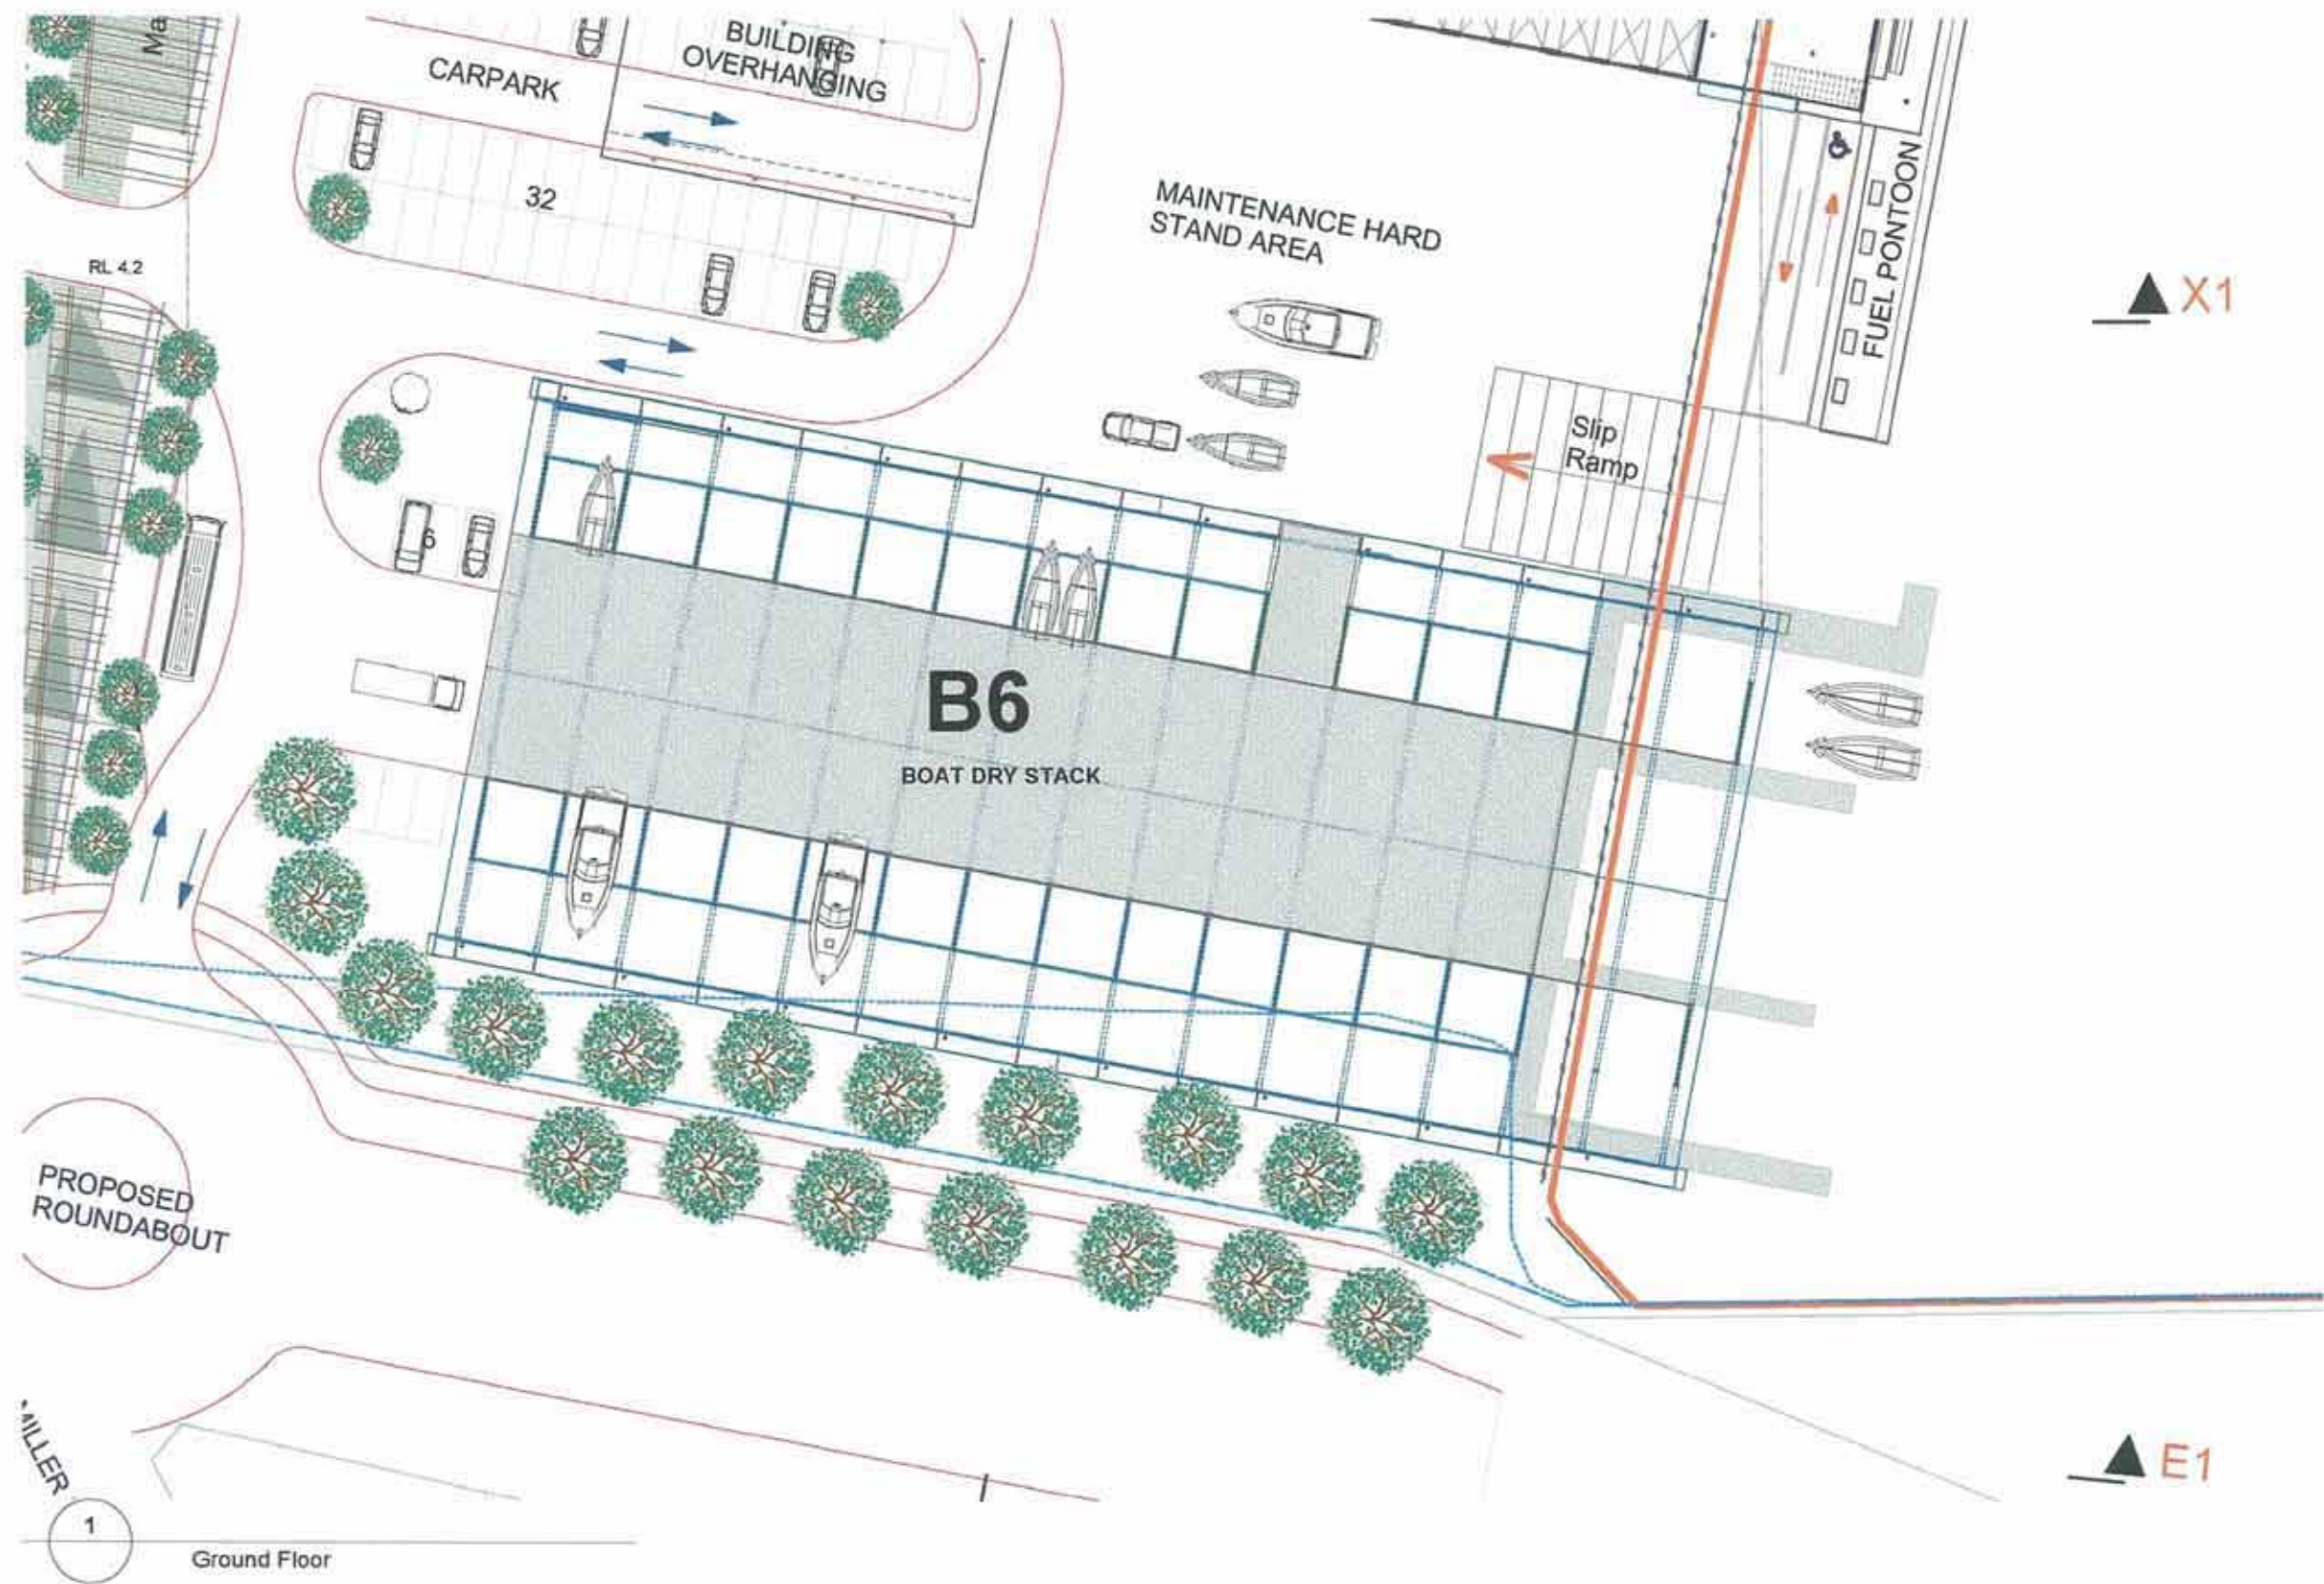 Ma
BUILDING
OVERHANGING
CARPARK
32
MAINTENANCE HARD
STAND AREA
FUEL PONTOON
RL 4.2
X1
Slip
Ramp
6
B6
BOAT DRY STACK
PROPOSED
ROUNDABOUT
MILLER
E1
1
Ground Floor